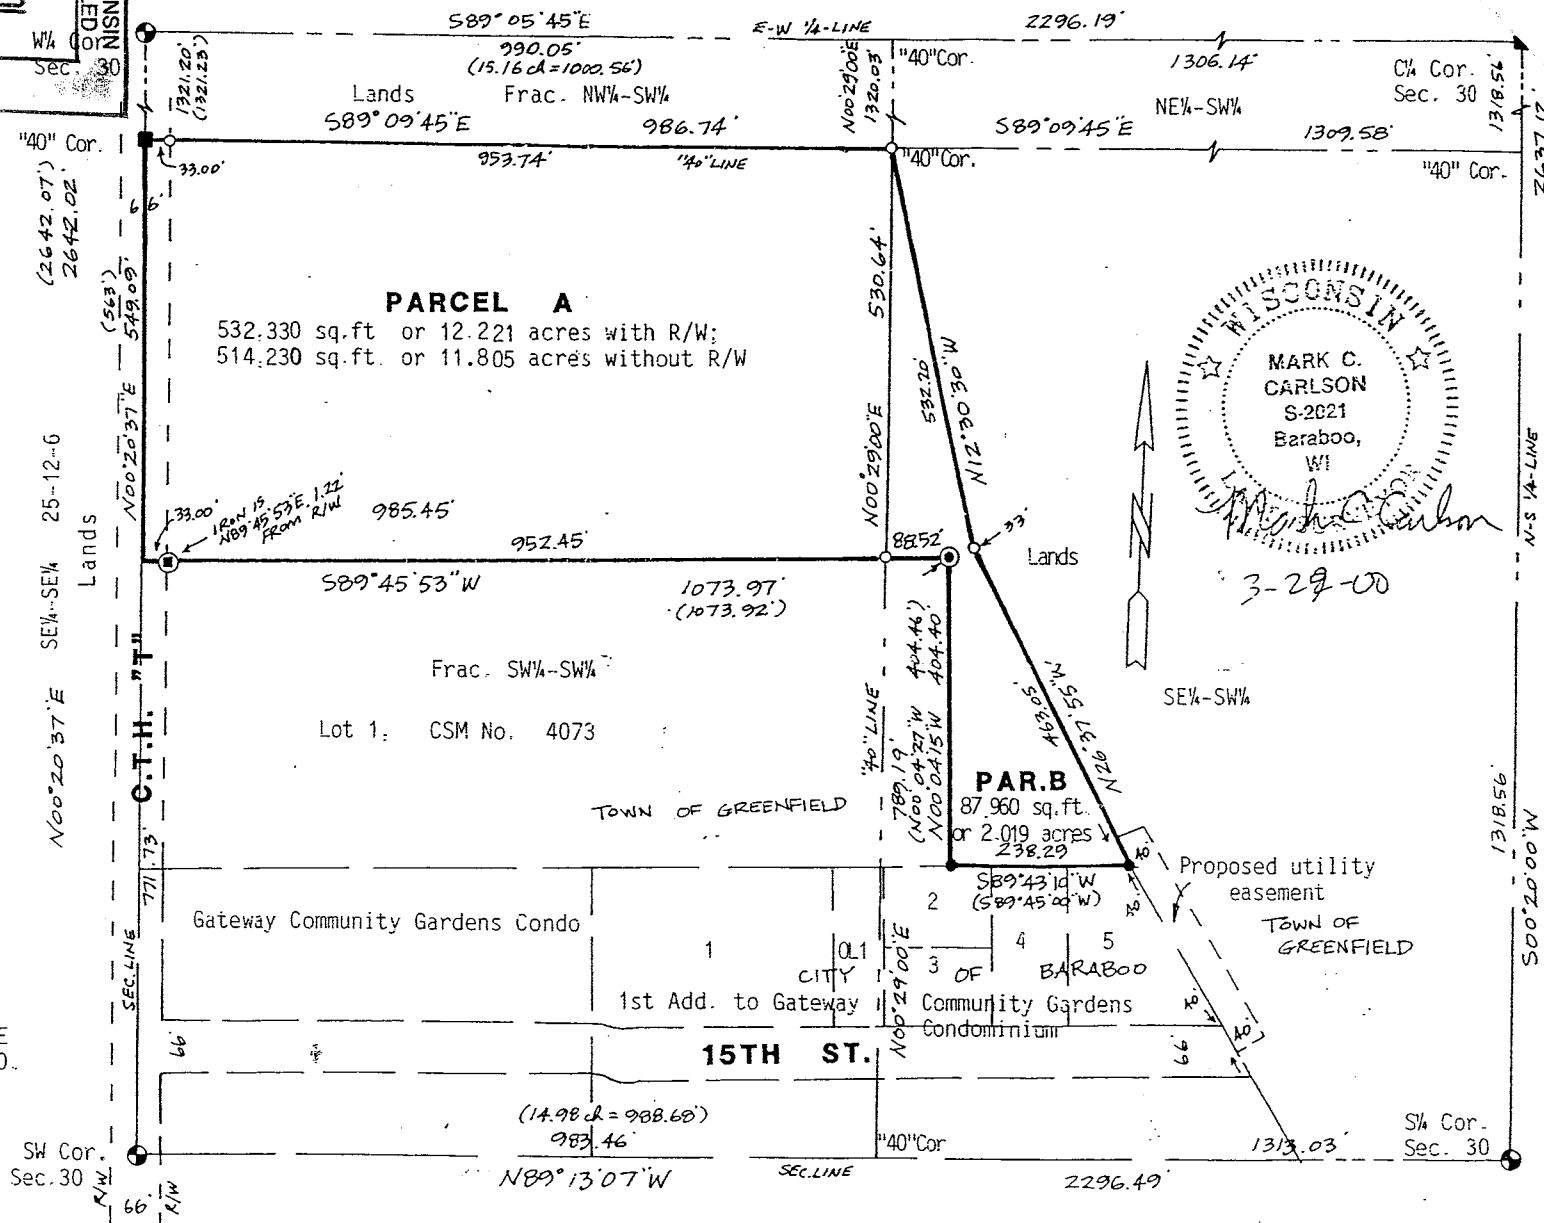 NSIN
ED
W¼ Cor.
Sec. 30
S89°05'45"E
E-W ¼-LINE
2296.19'
990.05'
(15.16 ch = 1000.56')
"40" Cor.
1306.14'
C¼ Cor.
Sec. 30
1321.20'
(1321.23')
N00°29'00"E
1320.03'
1318.56'
2637.12'
Lands
Frac. NW¼-SW¼
NE¼-SW¼
S89°09'45"E
986.74'
S89°09'45"E
1309.58'
"40" Cor.
33.00'
953.74'
"40" LINE
"40" Cor.
"40" Cor.
(2642.07')
2642.02'
66'
(563')
549.09'
N00°20'37"E
530.64'
N00°29'00"E
532.20'
N12°30'30"W
PARCEL A
532.330 sq.ft or 12.221 acres with R/W;
514.230 sq.ft. or 11.805 acres without R/W
WISCONSIN
MARK C.
CARLSON
S-2021
Baraboo,
WI
Mark C Carlson
3-29-00
N-S ¼-LINE
SE¼-SE¼ 25-12-6
Lands
33.00'
IRON IS
N89°45'53"E, 1.22'
FROM R/W
985.45'
952.45'
88.52'
33'
Lands
S89°45'53"W
1073.97'
(1073.92')
N
Frac. SW¼-SW¼
Lot 1, CSM No. 4073
SE¼-SW¼
C.T.H. "T"
N00°20'37"E
"40" LINE
789.19'
(N00°04'27"W 404.46')
N00°04'15"W 404.40'
463.05'
N26°37'55"W
TOWN OF GREENFIELD
PAR.B
87.960 sq.ft.
or 2.019 acres
238.29
S89°43'10"W
(S89°45'00"W)
Proposed utility
easement
TOWN OF
GREENFIELD
771.73'
SEC. LINE
1318.56'
S00°20'00"W
Gateway Community Gardens Condo
1
OL1
2
3
4
5
CITY OF BARABOO
1st Add. to Gateway Community Gardens
Condominium
N00°29'00"E
66'
15TH ST.
66'
(14.98 ch = 988.68')
983.46'
"40" Cor
1313.03'
S¼ Cor.
Sec. 30
SW Cor.
Sec. 30
N89°13'07"W
SEC. LINE
2296.49'
R/W
66'
R/W